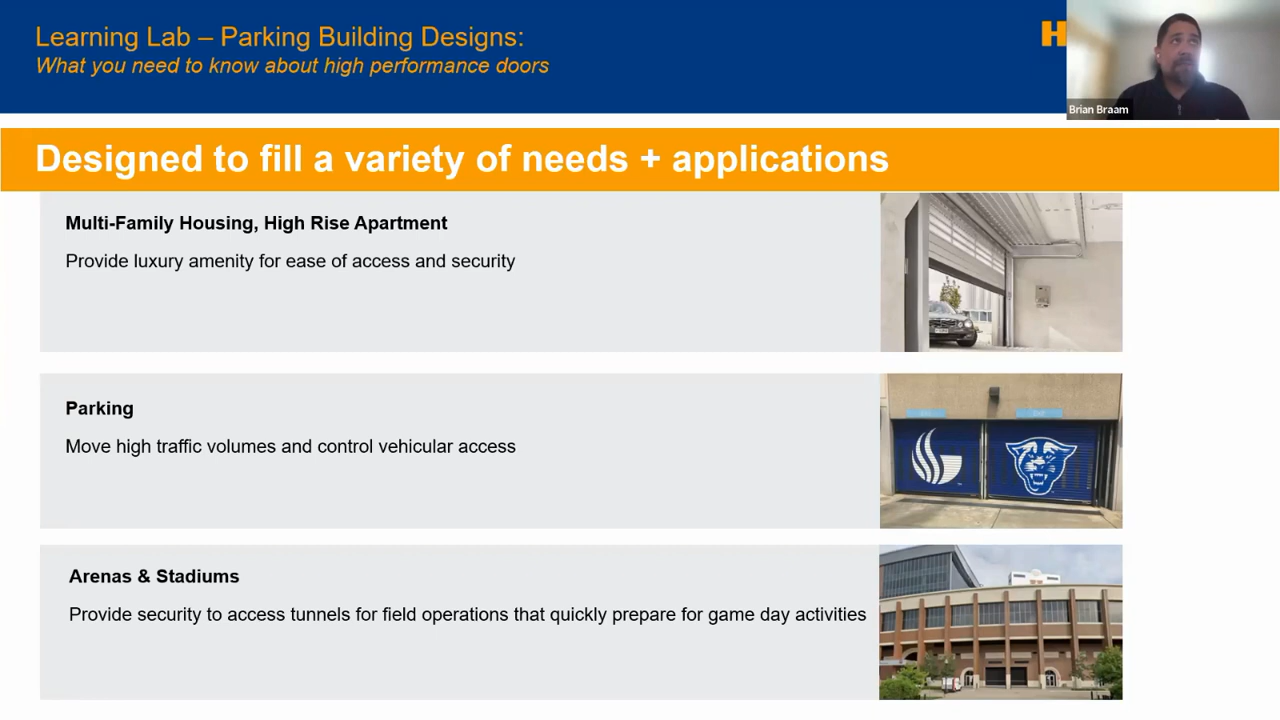 Learning Lab – Parking Building Designs:
What you need to know about high performance doors
H
Brian Braam
Designed to fill a variety of needs + applications
Multi-Family Housing, High Rise Apartment
Provide luxury amenity for ease of access and security
Parking
Move high traffic volumes and control vehicular access
Arenas & Stadiums
Provide security to access tunnels for field operations that quickly prepare for game day activities